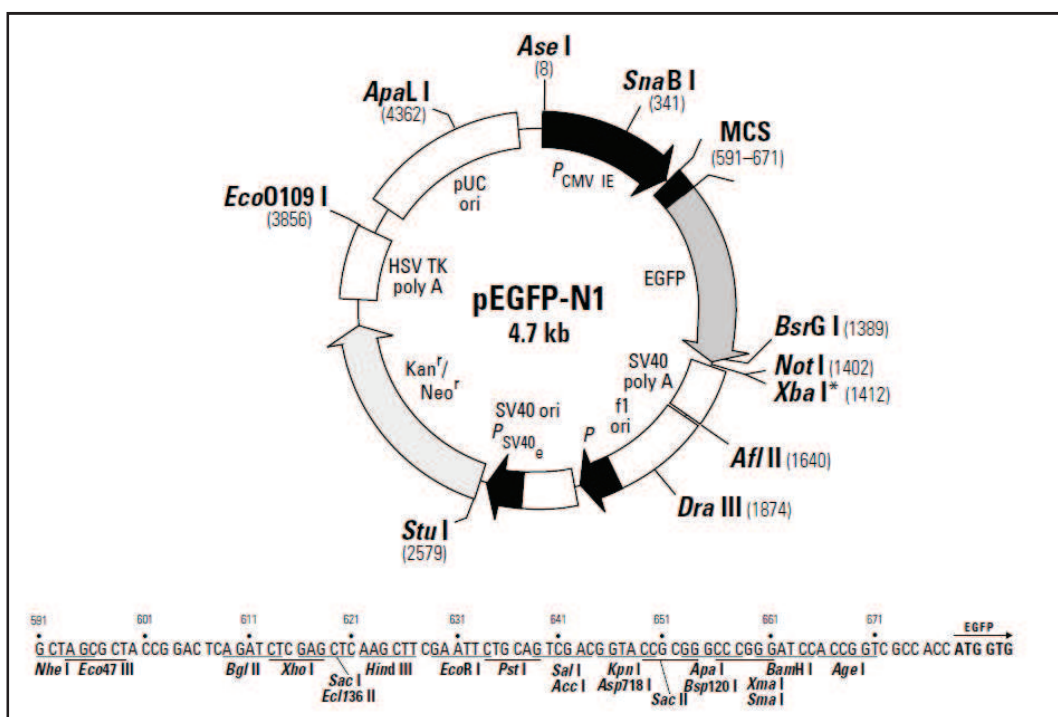 Ase I
(8)
SnaB I
(341)
ApaL I
(4362)
MCS
(591–671)
P CMV IE
pUC
ori
EcoO109 I
(3856)
HSV TK
poly A
EGFP
pEGFP-N1
4.7 kb
BsrG I (1389)
Not I (1402)
Xba I* (1412)
SV40
poly A
Kan r/
Neo r
f1
ori
SV40 ori
P SV40 e
P
Afl II (1640)
Dra III (1874)
Stu I
(2579)
591 601 611 621 631 641 651 661 671 EGFP
G CTA GCG CTA CCG GAC TCA GAT CTC GAG CTC AAG CTT CGA ATT CTG CAG TCG ACG GTA CCG CGG GCC CGG GAT CCA CCG GTC GCC ACC ATG GTG
Nhe I Eco47 III Bgl II Xho I Hind III EcoR I Pst I Sal I Kpn I Apa I BamH I Age I
Sac I Acc I Asp718 I Bsp120 I Xma I
Ecl136 II Sac II Sma I